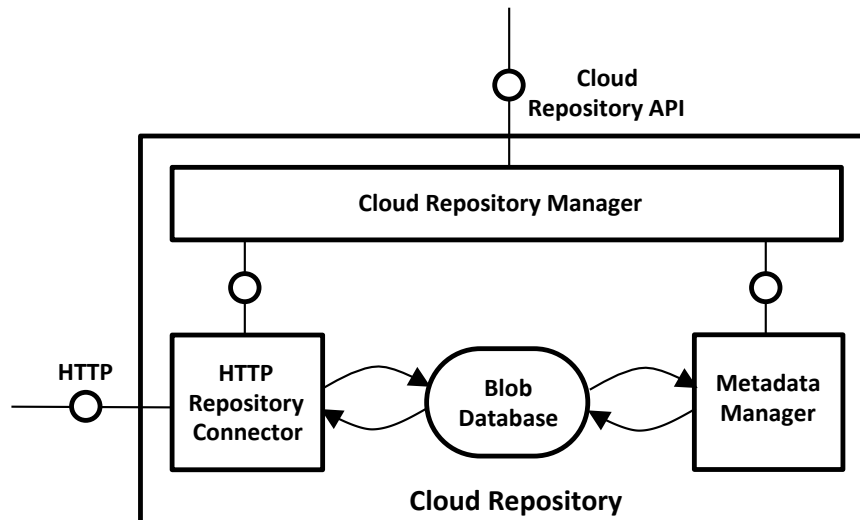 Cloud
Repository API
Cloud Repository Manager
HTTP
HTTP
Repository
Connector
Blob
Database
Metadata
Manager
Cloud Repository